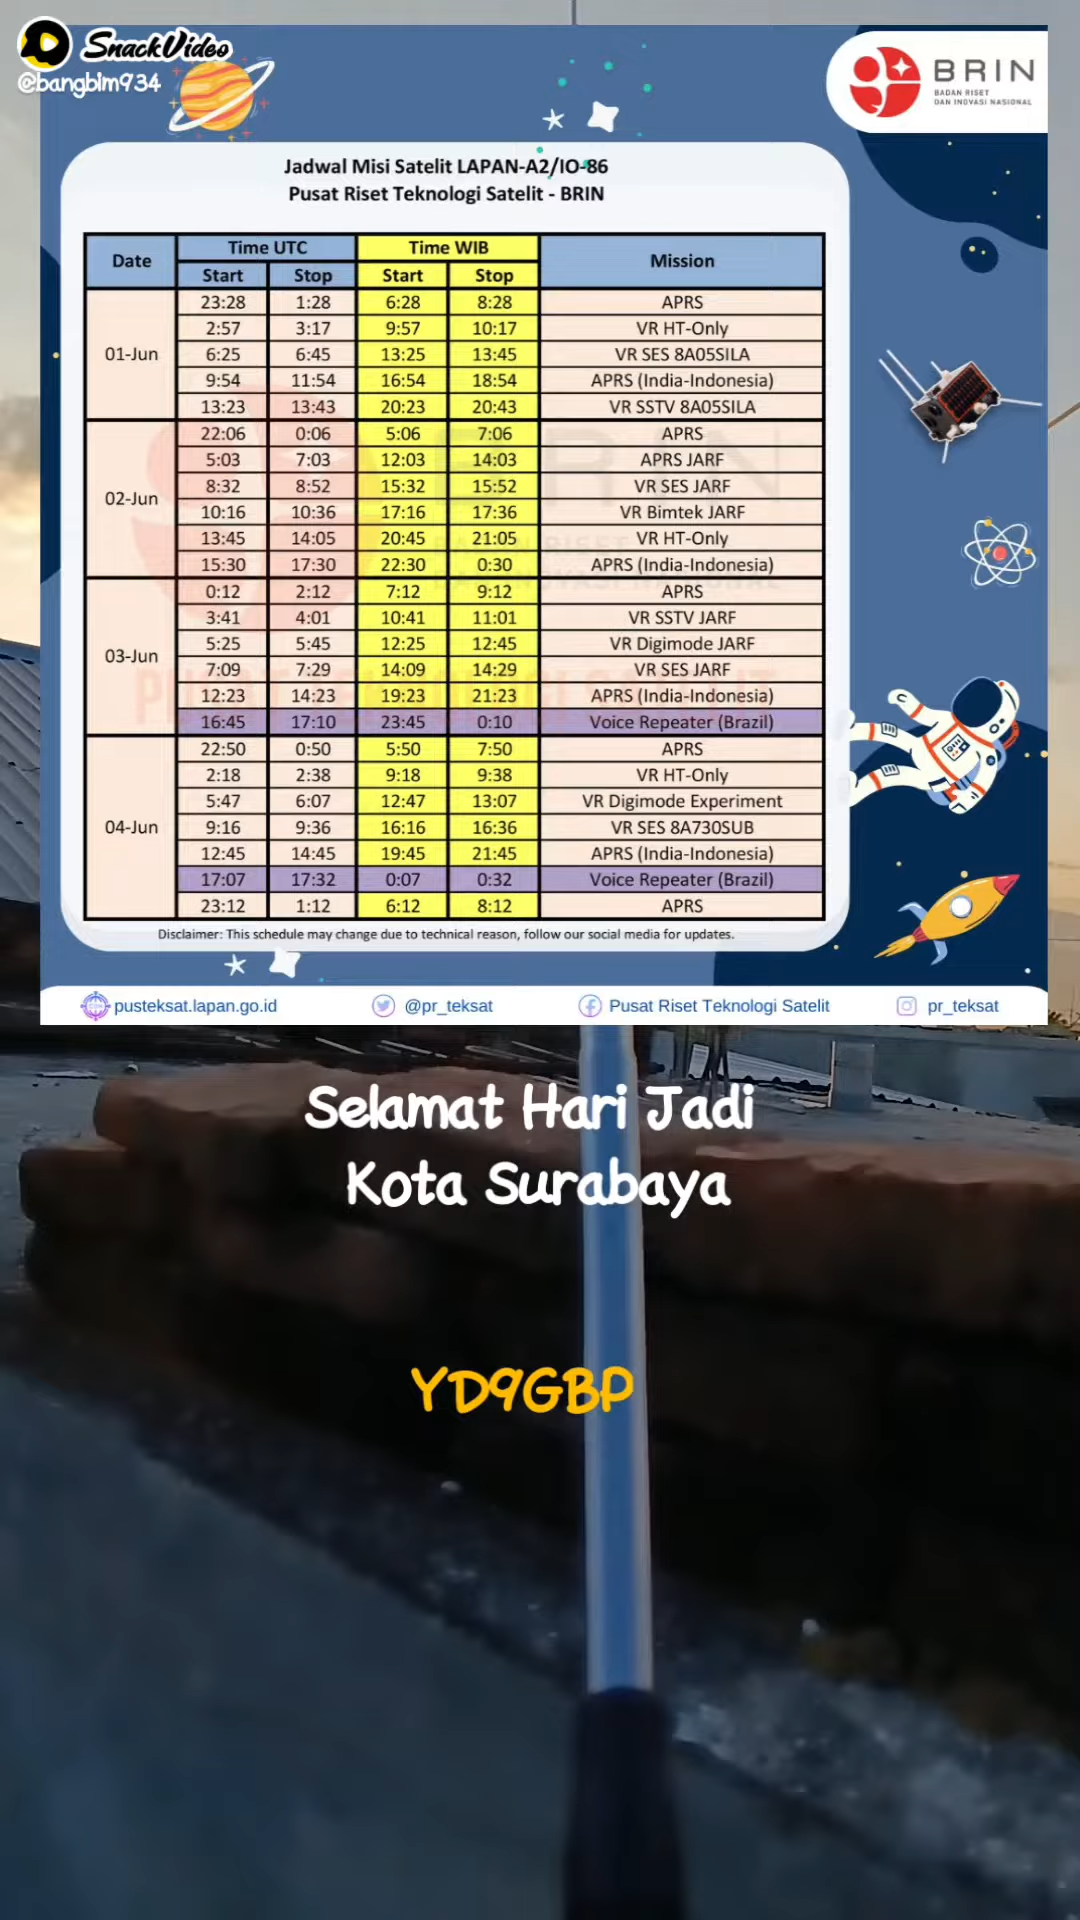 SnackVideo
@bangbim934
BRIN
BADAN RISET
DAN INOVASI NASIONAL
Jadwal Misi Satelit LAPAN-A2/IO-86
Pusat Riset Teknologi Satelit - BRIN
Date Time UTC Time WIB Mission
Start Stop Start Stop
01-Jun
23:28 1:28 6:28 8:28 APRS
2:57 3:17 9:57 10:17 VR HT-Only
6:25 6:45 13:25 13:45 VR SES 8A05SILA
9:54 11:54 16:54 18:54 APRS (India-Indonesia)
13:23 13:43 20:23 20:43 VR SSTV 8A05SILA
02-Jun
22:06 0:06 5:06 7:06 APRS
5:03 7:03 12:03 14:03 APRS JARF
8:32 8:52 15:32 15:52 VR SES JARF
10:16 10:36 17:16 17:36 VR Bimtek JARF
13:45 14:05 20:45 21:05 VR HT-Only
15:30 17:30 22:30 0:30 APRS (India-Indonesia)
03-Jun
0:12 2:12 7:12 9:12 APRS
3:41 4:01 10:41 11:01 VR SSTV JARF
5:25 5:45 12:25 12:45 VR Digimode JARF
7:09 7:29 14:09 14:29 VR SES JARF
12:23 14:23 19:23 21:23 APRS (India-Indonesia)
16:45 17:10 23:45 0:10 Voice Repeater (Brazil)
04-Jun
22:50 0:50 5:50 7:50 APRS
2:18 2:38 9:18 9:38 VR HT-Only
5:47 6:07 12:47 13:07 VR Digimode Experiment
9:16 9:36 16:16 16:36 VR SES 8A730SUB
12:45 14:45 19:45 21:45 APRS (India-Indonesia)
17:07 17:32 0:07 0:32 Voice Repeater (Brazil)
23:12 1:12 6:12 8:12 APRS
Disclaimer: This schedule may change due to technical reason, follow our social media for updates.
pusteksat.lapan.go.id @pr_teksat Pusat Riset Teknologi Satelit pr_teksat
Selamat Hari Jadi
Kota Surabaya
YD9GBP